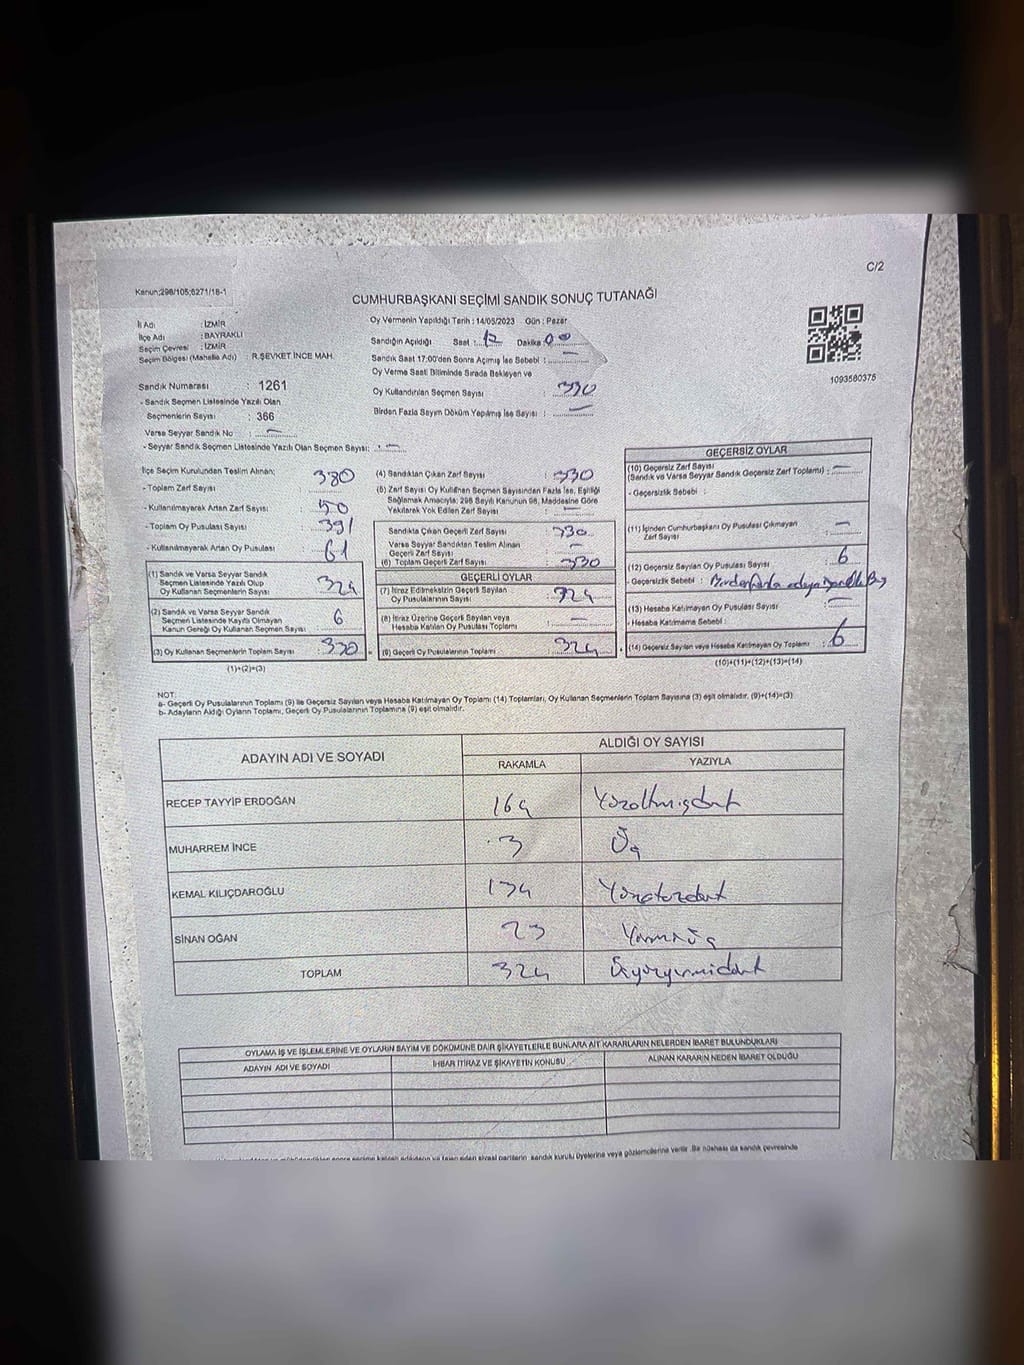 C/2
Kanun;298/105;6271/18-1
CUMHURBAŞKANI SEÇİMİ SANDIK SONUÇ TUTANAĞI
İl Adı : İZMİR
İlçe Adı : BAYRAKLI
Seçim Çevresi : İZMİR
Seçim Bölgesi (Mahalle Adı) : R.ŞEVKET İNCE MAH.
Sandık Numarası : 1261
- Sandık Seçmen Listesinde Yazılı Olan
Seçmenlerin Sayısı : 366
Varsa Seyyar Sandık No : —
- Seyyar Sandık Seçmen Listesinde Yazılı Olan Seçmen Sayısı: —
Oy Vermenin Yapıldığı Tarih : 14/05/2023 Gün : Pazar
Sandığın Açıldığı Saat : 17 Dakika : 00
Sandık Saat 17:00'den Sonra Açılmış İse Sebebi : —
Oy Verme Saati Bitiminde Sırada Bekleyen ve
Oy Kullandırılan Seçmen Sayısı : 330
Birden Fazla Sayım Döküm Yapılmış İse Sayısı : —
1093580375
İlçe Seçim Kurulundan Teslim Alınan;
- Toplam Zarf Sayısı : 380
- Kullanılmayarak Artan Zarf Sayısı: 50
- Toplam Oy Pusulası Sayısı : 391
- Kullanılmayarak Artan Oy Pusulası : 61
(1) Sandık ve Varsa Seyyar Sandık
Seçmen Listesinde Yazılı Olup
Oy Kullanan Seçmenlerin Sayısı : 324
(2) Sandık ve Varsa Seyyar Sandık
Seçmen Listesinde Kayıtlı Olmayan
Kanun Gereği Oy Kullanan Seçmen Sayısı : 6
(3) Oy Kullanan Seçmenlerin Toplam Sayısı : 330
(1)+(2)=(3)
(4) Sandıktan Çıkan Zarf Sayısı : 330
(5) Zarf Sayısı Oy Kullanan Seçmen Sayısından Fazla İse, Eşitliği
Sağlamak Amacıyla; 298 Sayılı Kanunun 98. Maddesine Göre
Yakılarak Yok Edilen Zarf Sayısı : —
Sandıkta Çıkan Geçerli Zarf Sayısı : 330
Varsa Seyyar Sandıktan Teslim Alınan
Geçerli Zarf Sayısı : —
(6) Toplam Geçerli Zarf Sayısı : 330
GEÇERLİ OYLAR
(7) İtiraz Edilmeksizin Geçerli Sayılan
Oy Pusulalarının Sayısı : 324
(8) İtiraz Üzerine Geçerli Sayılan veya
Hesaba Katılan Oy Pusulası Toplamı : —
(9) Geçerli Oy Pusulalarının Toplamı : 324
GEÇERSİZ OYLAR
(10) Geçersiz Zarf Sayısı
(Sandık ve Varsa Seyyar Sandık Geçersiz Zarf Toplamı) : —
- Geçersizlik Sebebi :
(11) İçinden Cumhurbaşkanı Oy Pusulası Çıkmayan
Zarf Sayısı : —
(12) Geçersiz Sayılan Oy Pusulası Sayısı : 6
- Geçersizlik Sebebi : Birden fazla adaya
(13) Hesaba Katılmayan Oy Pusulası Sayısı : —
- Hesaba Katılmama Sebebi :
(14) Geçersiz Sayılan veya Hesaba Katılmayan Oy Toplamı : 6
(10)+(11)+(12)+(13)=(14)
NOT:
a- Geçerli Oy Pusulalarının Toplamı (9) ile Geçersiz Sayılan veya Hesaba Katılmayan Oy Toplamı (14) Toplamları, Oy Kullanan Seçmenlerin Toplam Sayısına (3) eşit olmalıdır. (9)+(14)=(3)
b- Adayların Aldığı Oyların Toplamı, Geçerli Oy Pusulalarının Toplamına (9) eşit olmalıdır.
ADAYIN ADI VE SOYADI
ALDIĞI OY SAYISI
RAKAMLA YAZIYLA
RECEP TAYYİP ERDOĞAN 164 Yüzaltmışdört
MUHARREM İNCE 3 Üç
KEMAL KILIÇDAROĞLU 134 Yüzotuzdört
SİNAN OĞAN 23 Yirmiüç
TOPLAM 324 Üçyüzyirmidört
OYLAMA İŞ VE İŞLEMLERİNE VE OYLARIN SAYIM VE DÖKÜMÜNE DAİR ŞİKAYETLERLE BUNLARA AİT KARARLARIN NELERDEN İBARET BULUNDUKLARI
ADAYIN ADI VE SOYADI İHBAR İTİRAZ VE ŞİKAYETİN KONUSU ALINAN KARARIN NEDEN İBARET OLDUĞU
siyasi partilerin, sandık kurulu üyelerine veya gözlemcilerine verilir. Bir nüshası da sandık çevresinde